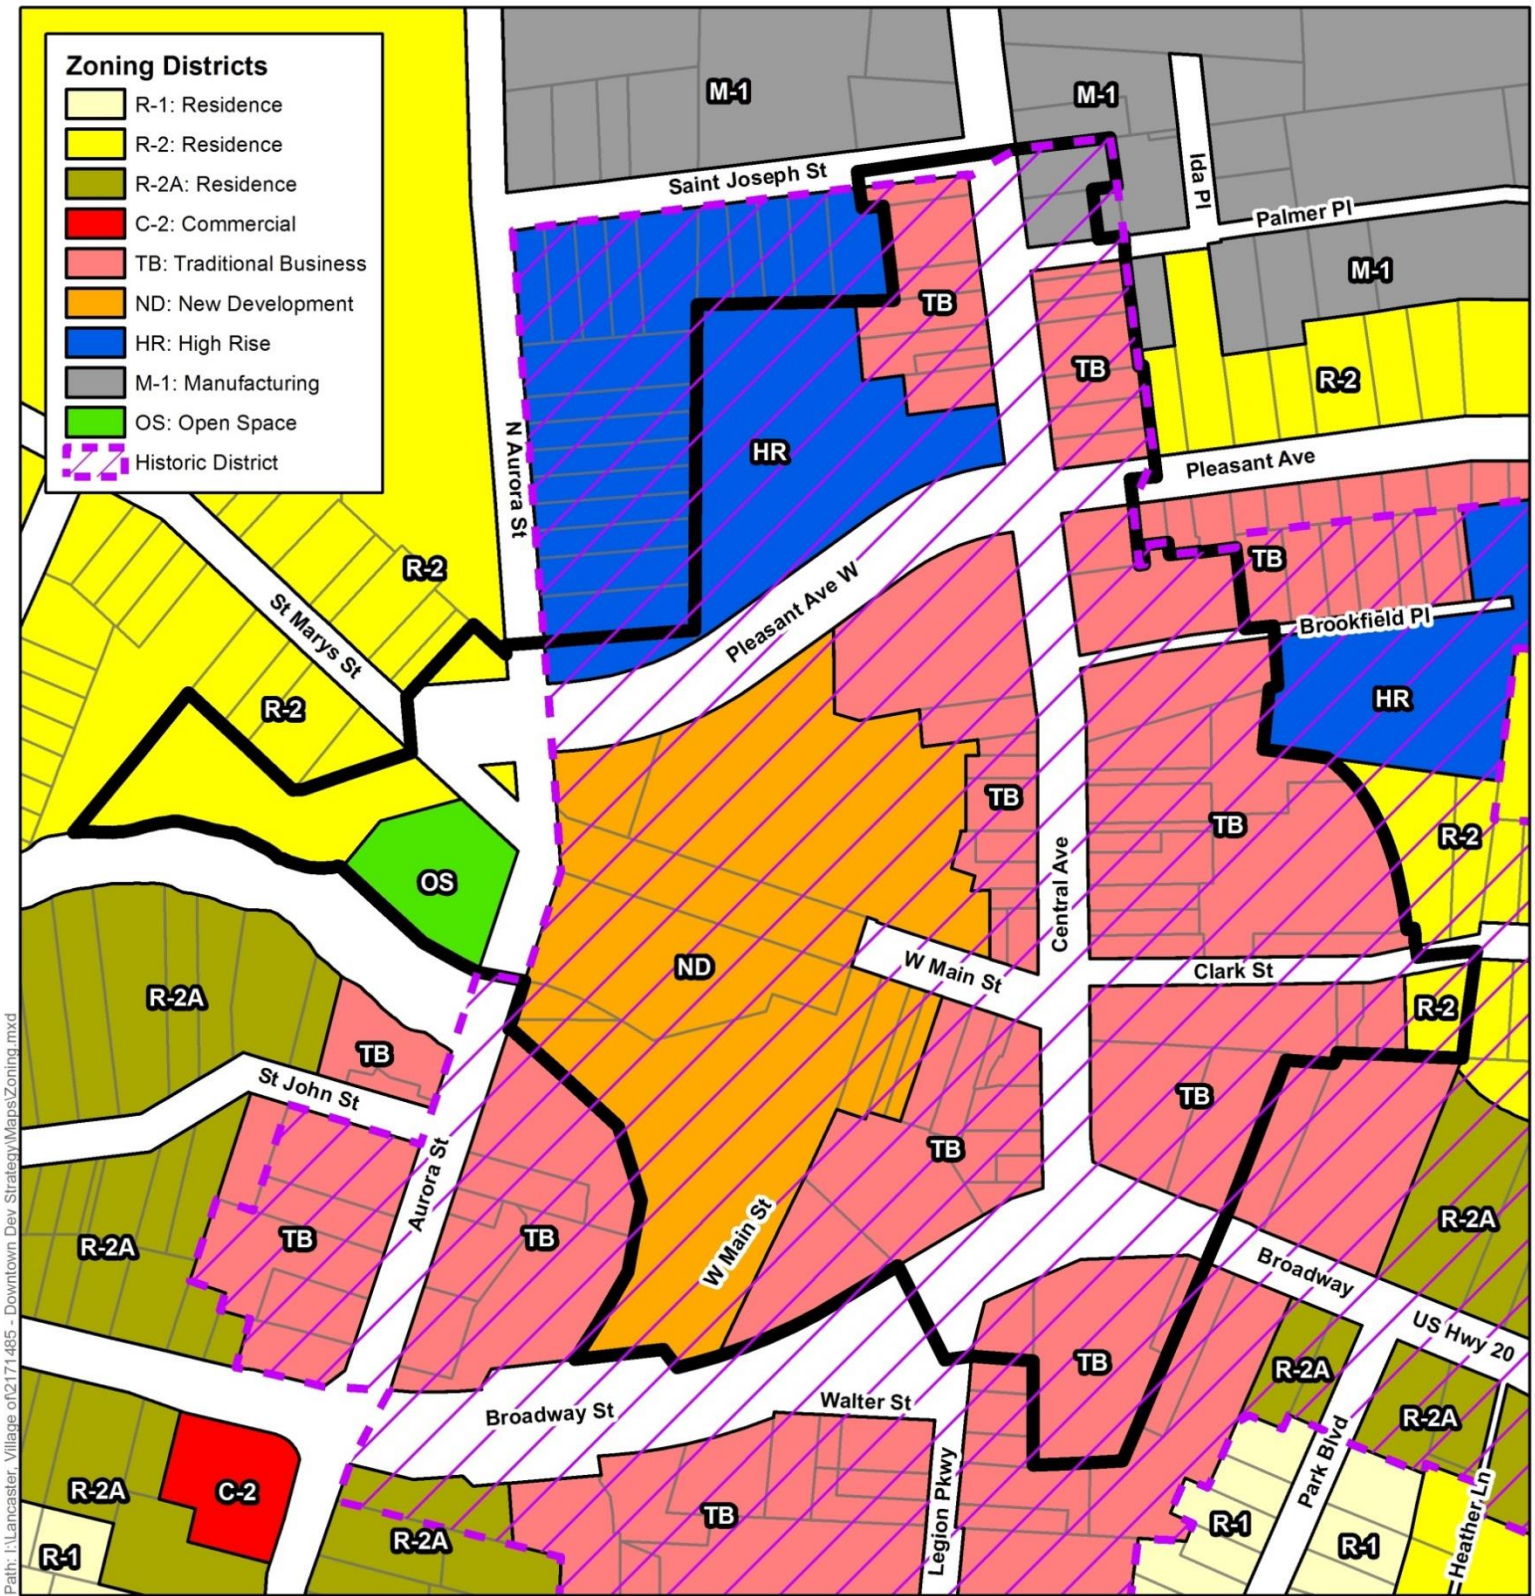 Zoning Districts
R-1: Residence
R-2: Residence
R-2A: Residence
C-2: Commercial
TB: Traditional Business
ND: New Development
HR: High Rise
M-1: Manufacturing
OS: Open Space
Historic District
M-1
M-1
Saint Joseph St
Ida Pl
Palmer Pl
M-1
TB
TB
R-2
HR
N Aurora St
Pleasant Ave
R-2
St Marys St
Pleasant Ave W
TB
Brookfield Pl
R-2
HR
TB
TB
R-2
OS
Central Ave
ND
W Main St
Clark St
R-2A
R-2
TB
St John St
TB
TB
Aurora St
R-2A
TB
TB
W Main St
R-2A
Broadway
US Hwy 20
TB
R-2A
Broadway St
Walter St
R-2A
R-2A
C-2
TB
Legion Pkwy
Park Blvd
Heather Ln
R-1
R-2A
R-1
R-1
Path: I:\Lancaster, Village of\2171485 - Downtown Dev Strategy\Maps\Zoning.mxd